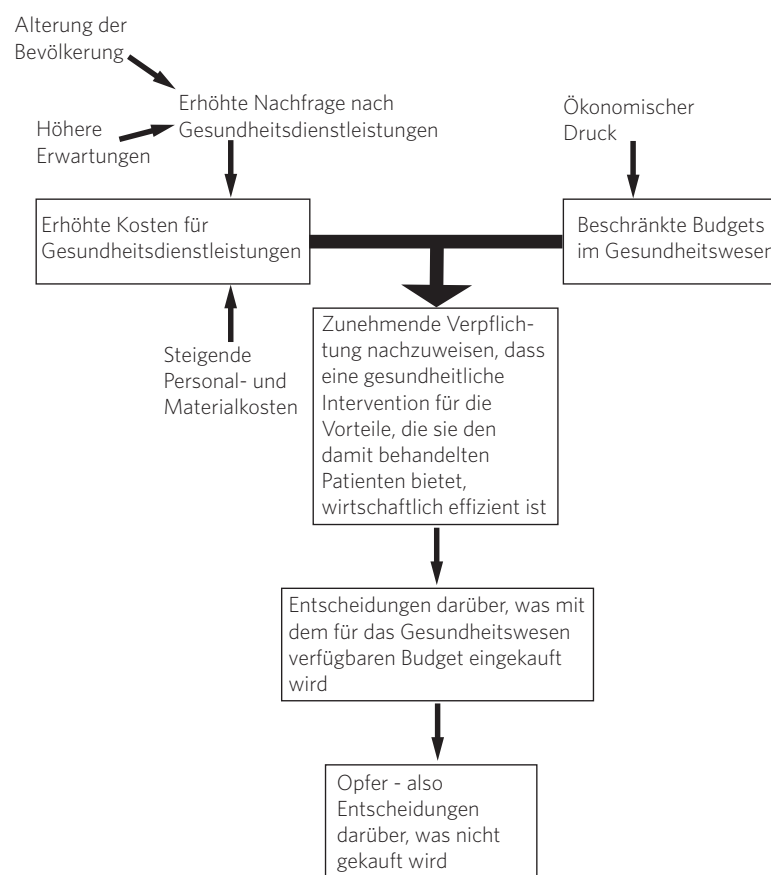 Alterung der
Bevölkerung
Erhöhte Nachfrage nach
Gesundheitsdienstleistungen
Höhere
Erwartungen
Ökonomischer
Druck
Erhöhte Kosten für
Gesundheitsdienstleistungen
Beschränkte Budgets
im Gesundheitswesen
Steigende
Personal- und
Materialkosten
Zunehmende Verpflich-
tung nachzuweisen, dass
eine gesundheitliche
Intervention für die
Vorteile, die sie den
damit behandelten
Patienten bietet,
wirtschaftlich effizient ist
Entscheidungen darüber, was mit
dem für das Gesundheitswesen
verfügbaren Budget eingekauft
wird
Opfer - also
Entscheidungen
darüber, was nicht
gekauft wird